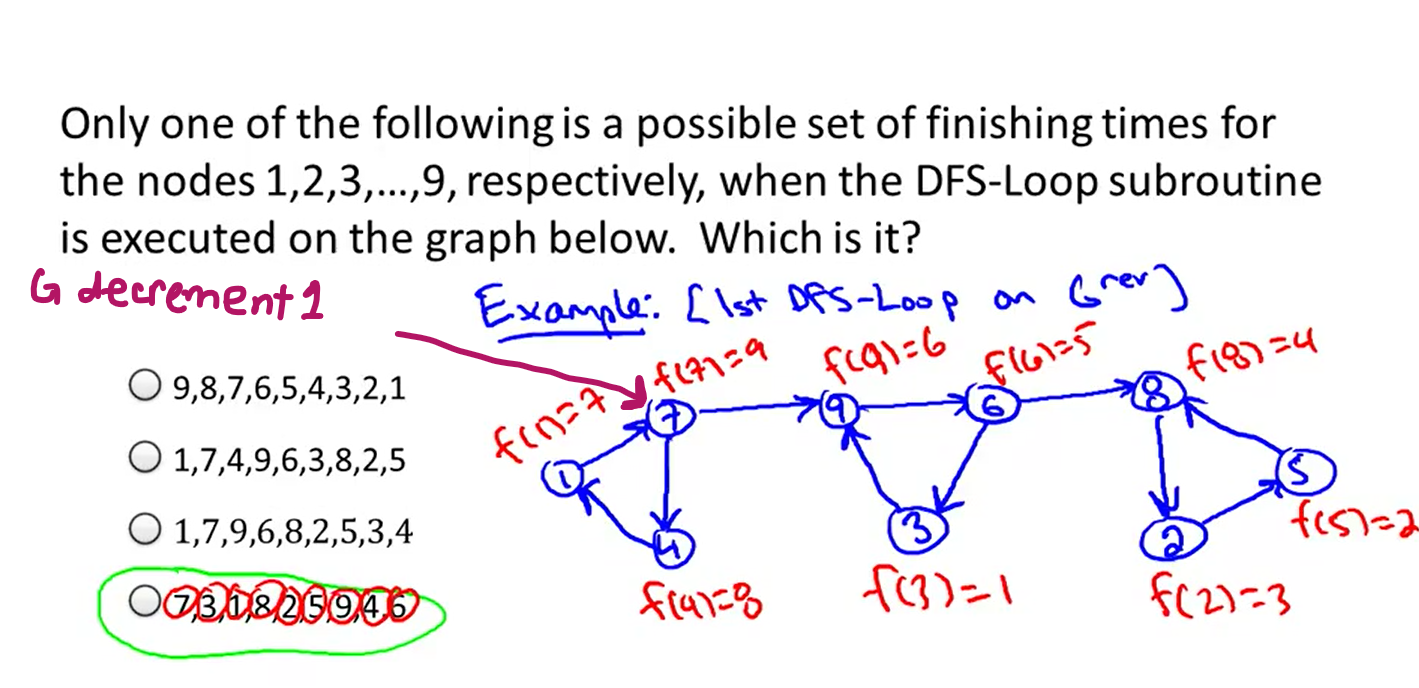 Only one of the following is a possible set of finishing times for
the nodes 1,2,3,…,9, respectively, when the DFS-Loop subroutine
is executed on the graph below. Which is it?
G decrement 1
Example: [1st DFS-Loop on Grev]
9,8,7,6,5,4,3,2,1
1,7,4,9,6,3,8,2,5
1,7,9,6,8,2,5,3,4
7,3,1,8,2,5,9,4,6
f(1)=7
f(7)=9
f(9)=6
f(6)=5
f(8)=4
7
9
6
8
1
5
4
3
2
f(4)=8
f(3)=1
f(2)=3
f(5)=2